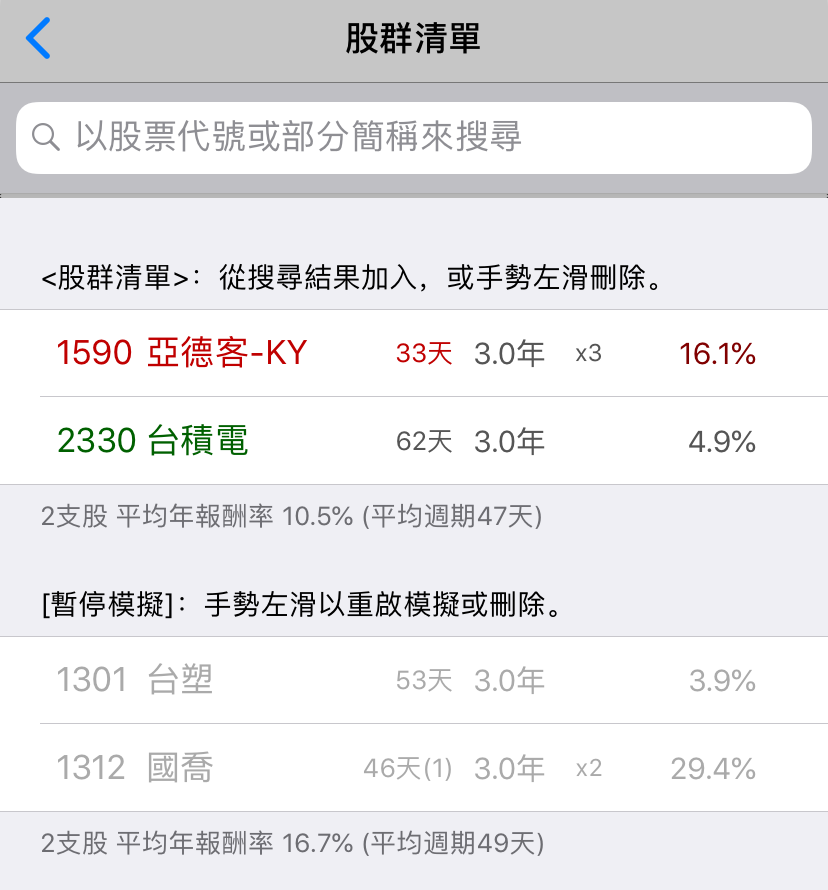 股群清單
以股票代號或部分簡稱來搜尋
<股群清單>：從搜尋結果加入，或手勢左滑刪除。
1590 亞德客-KY 33天 3.0年 x3 16.1%
2330 台積電 62天 3.0年 4.9%
2支股 平均年報酬率 10.5% (平均週期47天)
[暫停模擬]：手勢左滑以重啟模擬或刪除。
1301 台塑 53天 3.0年 3.9%
1312 國喬 46天(1) 3.0年 x2 29.4%
2支股 平均年報酬率 16.7% (平均週期49天)